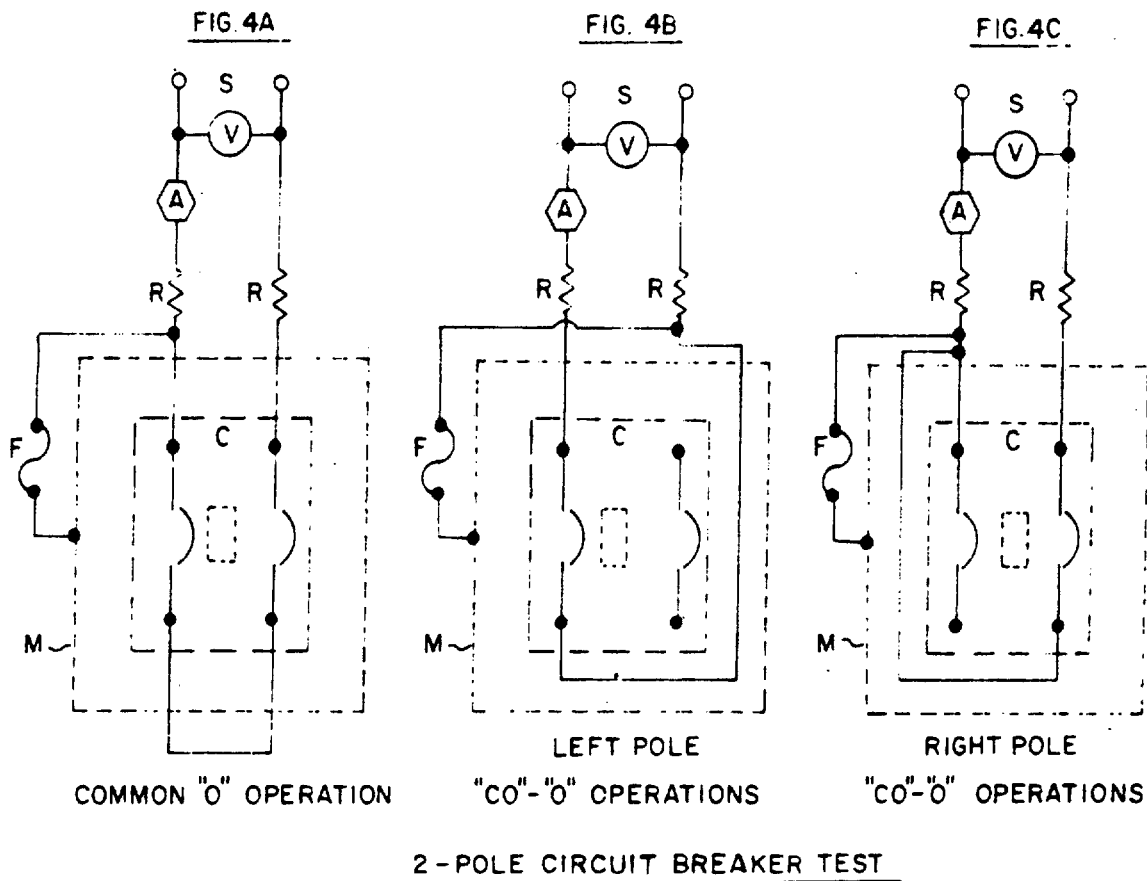 FIG. 4A
FIG. 4B
FIG. 4C
S
S
S
V
V
V
A
A
A
R
R
R
R
R
R
F
C
F
C
F
C
M
M
M
COMMON "O" OPERATION
LEFT POLE
"CO"-"O" OPERATIONS
RIGHT POLE
"CO"-"O" OPERATIONS
2-POLE CIRCUIT BREAKER TEST